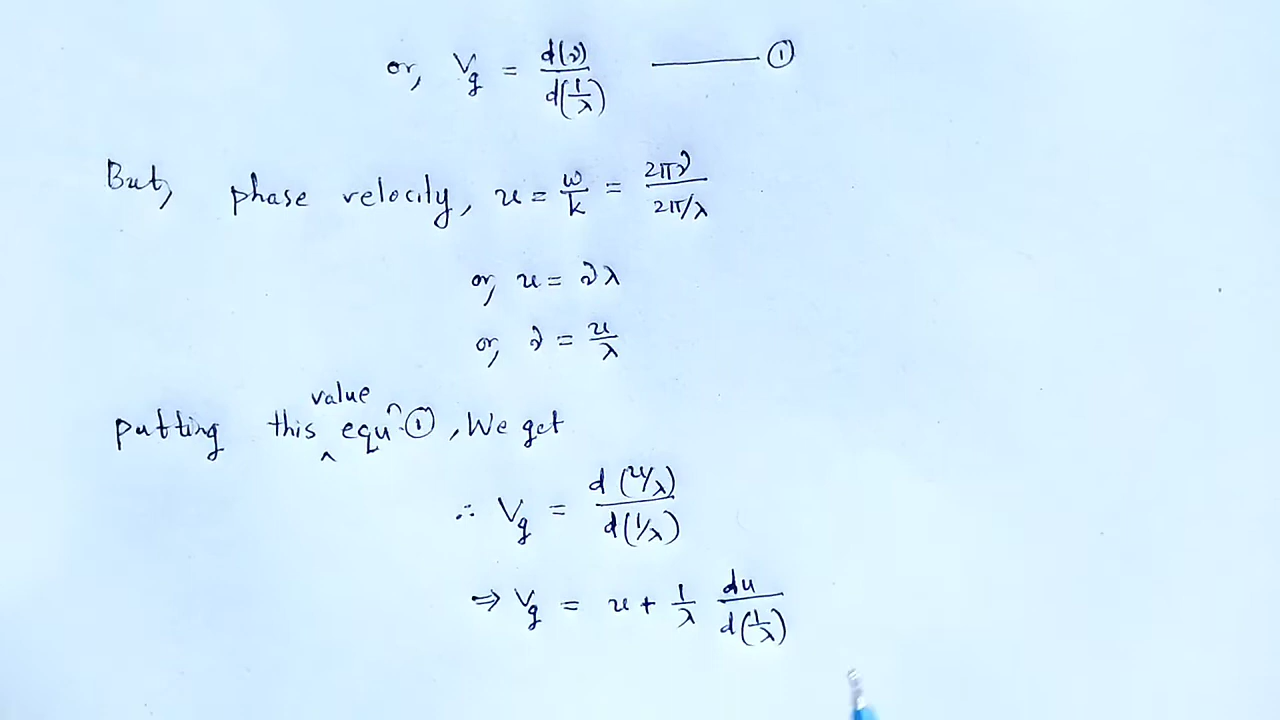 or, Vg = d(ν)/d(1/λ) ——— ①
But, phase velocity, u = ω/k = 2πν/2π/λ
or, u = νλ
or, ν = u/λ
putting this ^value equⁿ ①, We get
∴ Vg = d(u/λ)/d(1/λ)
⇒ Vg = u + 1/λ du/d(1/λ)